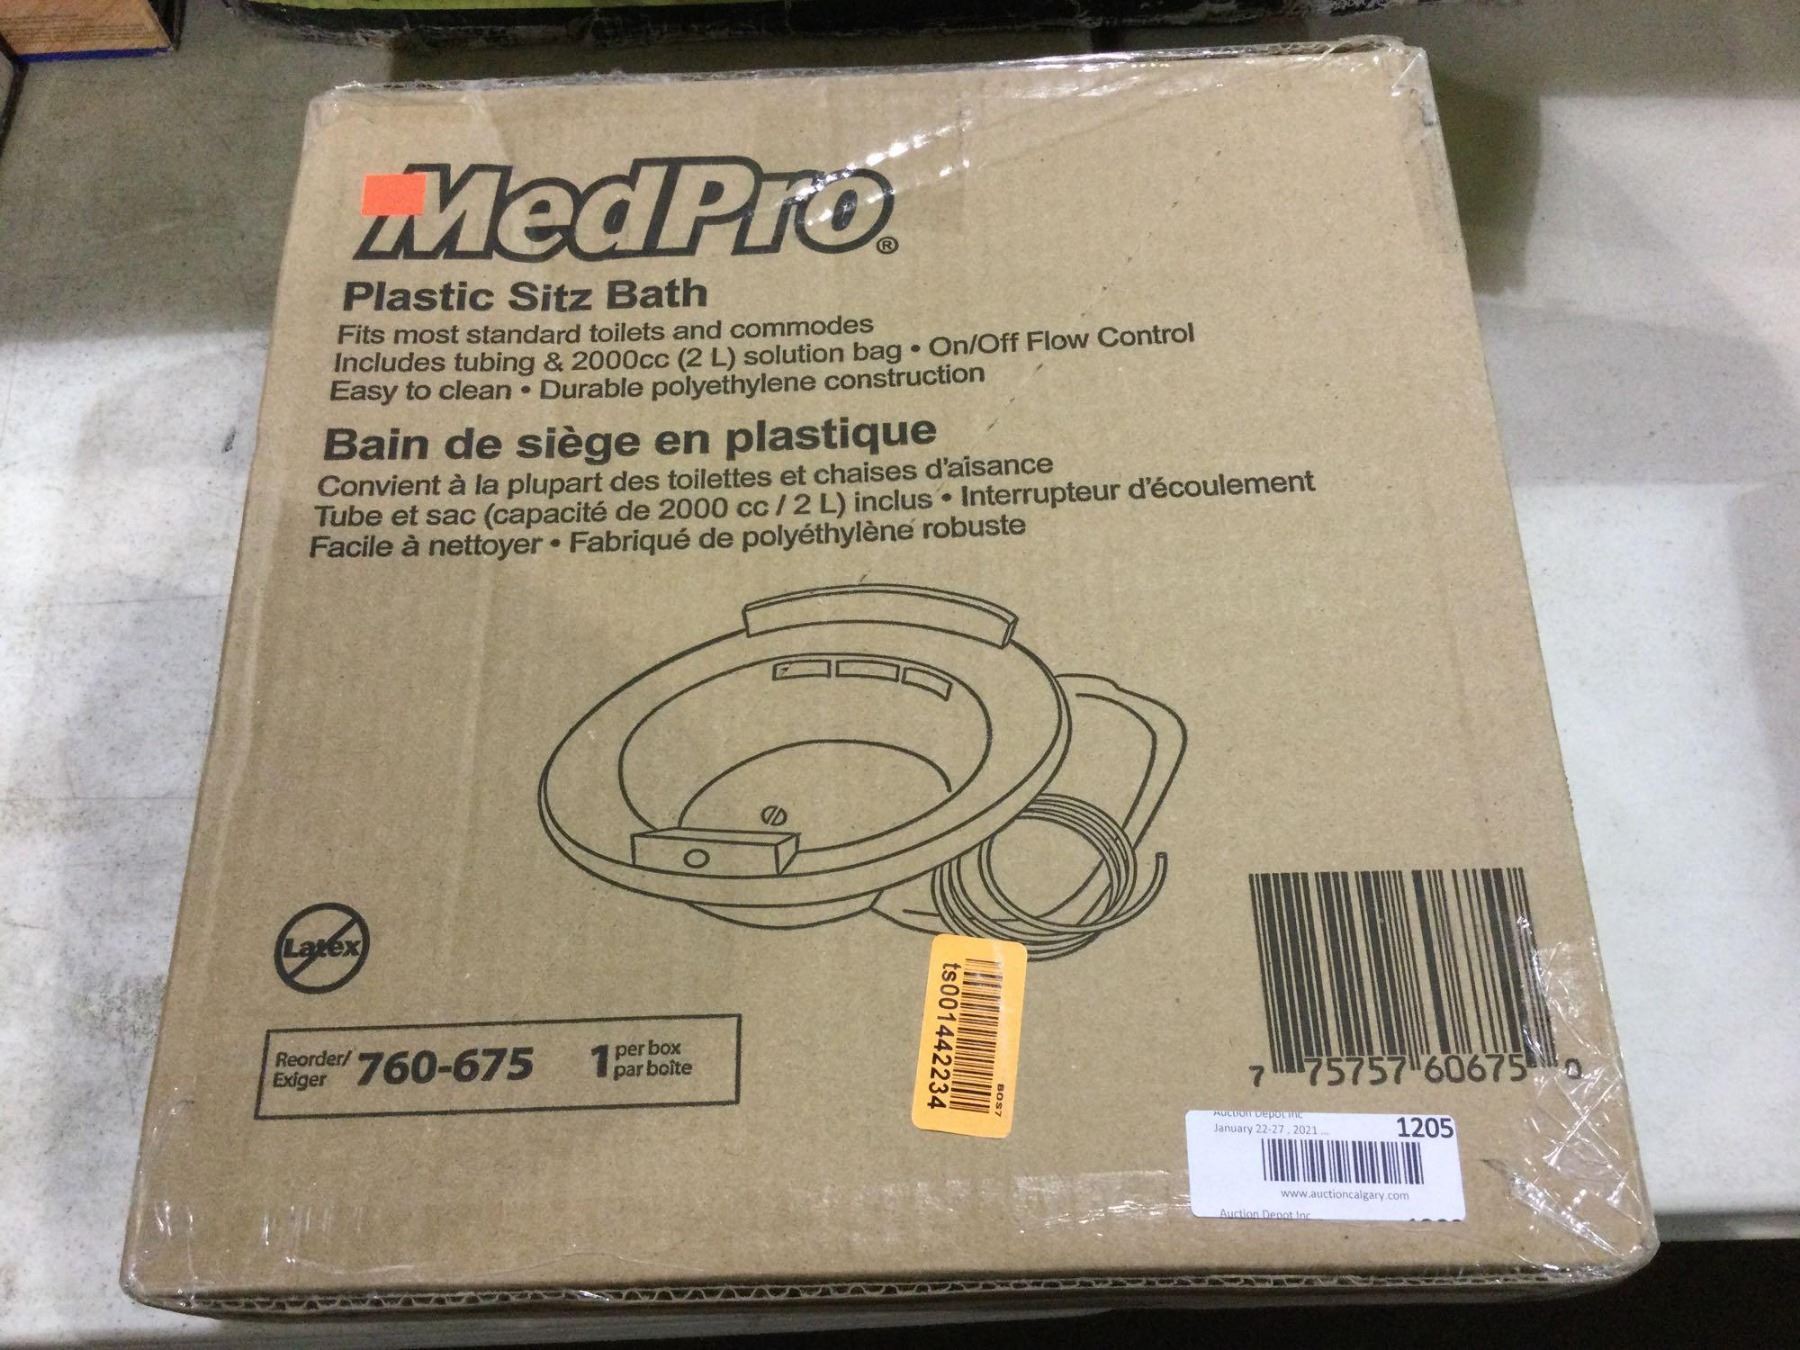 MedPro®
Plastic Sitz Bath
Fits most standard toilets and commodes
Includes tubing & 2000cc (2 L) solution bag • On/Off Flow Control
Easy to clean • Durable polyethylene construction
Bain de siège en plastique
Convient à la plupart des toilettes et chaises d'aisance
Tube et sac (capacité de 2000 cc / 2 L) inclus • Interrupteur d'écoulement
Facile à nettoyer • Fabriqué de polyéthylène robuste
Latex
Reorder/
Exiger
760-675
1 per box
par boîte
ts001442234
BOS7
7 75757 60675 0
Auction Depot Inc
January 22-27, 2021...
1205
www.auctioncalgary.com
Auction Depot Inc